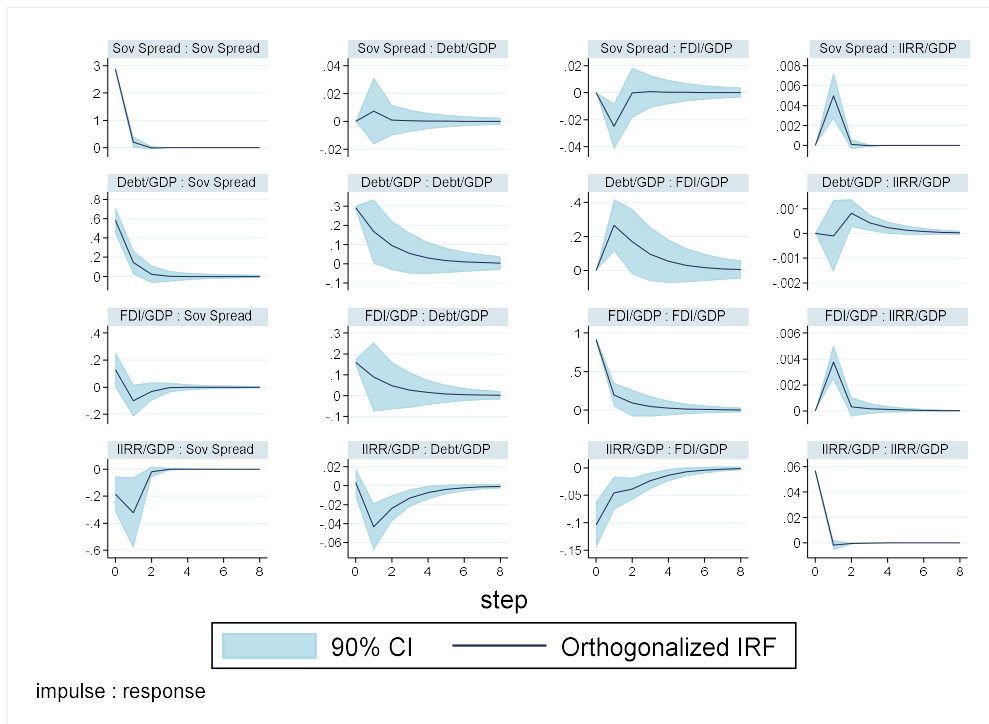 Sov Spread : Sov Spread
3
2
1
0
Sov Spread : Debt/GDP
.04
.02
0
-.02
Sov Spread : FDI/GDP
.02
0
-.02
-.04
Sov Spread : IIRR/GDP
.008
.006
.004
.002
0
Debt/GDP : Sov Spread
.8
.6
.4
.2
0
Debt/GDP : Debt/GDP
.3
.2
.1
0
-.1
Debt/GDP : FDI/GDP
.4
.2
0
Debt/GDP : IIRR/GDP
0
-.001
-.002
FDI/GDP : Sov Spread
.4
.2
0
-.2
FDI/GDP : Debt/GDP
.3
.2
.1
0
-.1
FDI/GDP : FDI/GDP
1
.5
0
FDI/GDP : IIRR/GDP
.006
.004
.002
0
IIRR/GDP : Sov Spread
0
-.2
-.4
-.6
0 2 4 6 8
IIRR/GDP : Debt/GDP
.02
0
-.02
-.04
-.06
0 2 4 6 8
IIRR/GDP : FDI/GDP
0
-.05
-.1
-.15
0 2 4 6 8
IIRR/GDP : IIRR/GDP
.06
.04
.02
0
0 2 4 6 8
step
90% CI
Orthogonalized IRF
impulse : response